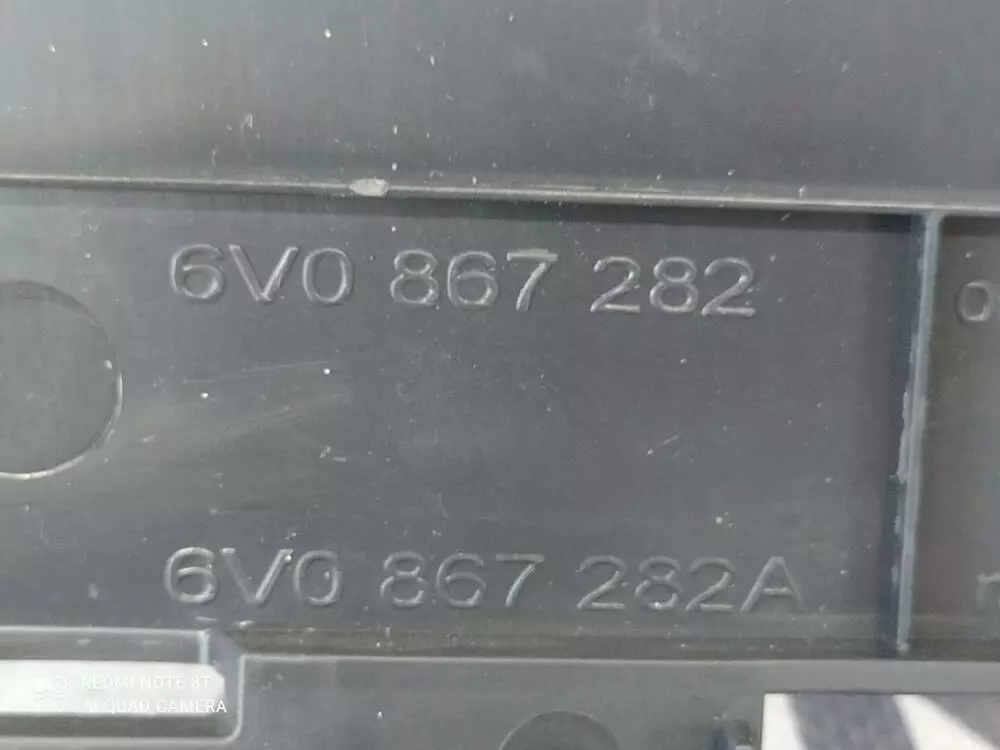 6V0 867 282
6V0 867 282A
REDMI NOTE 8T
AI QUAD CAMERA